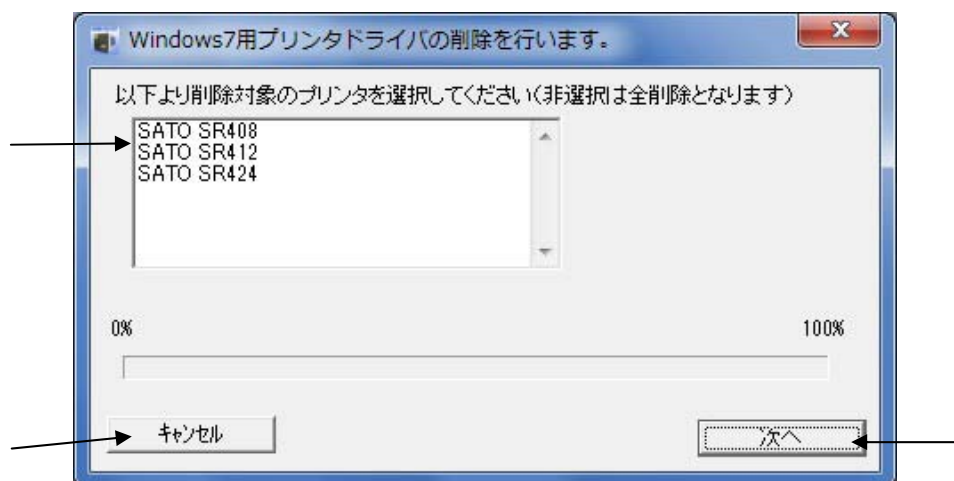 Windows7用プリンタドライバの削除を行います。
以下より削除対象のプリンタを選択してください(非選択は全削除となります)
SATO SR408
SATO SR412
SATO SR424
0% 100%
キャンセル 次へ